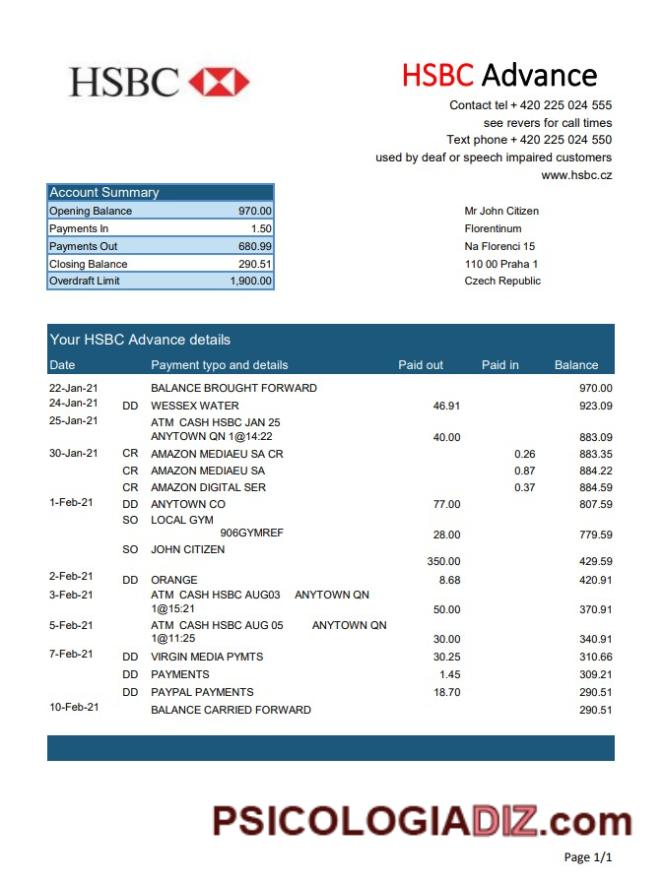 HSBC
HSBC Advance
Contact tel + 420 225 024 555
see revers for call times
Text phone + 420 225 024 550
used by deaf or speech impaired customers
www.hsbc.cz
Account Summary
Opening Balance 970.00
Payments In 1.50
Payments Out 680.99
Closing Balance 290.51
Overdraft Limit 1,900.00
Mr John Citizen
Florentinum
Na Florenci 15
110 00 Praha 1
Czech Republic
Your HSBC Advance details
Date Payment typo and details Paid out Paid in Balance
22-Jan-21 BALANCE BROUGHT FORWARD 970.00
24-Jan-21 DD WESSEX WATER 46.91 923.09
25-Jan-21 ATM CASH HSBC JAN 25
ANYTOWN QN 1@14:22 40.00 883.09
30-Jan-21 CR AMAZON MEDIAEU SA CR 0.26 883.35
CR AMAZON MEDIAEU SA 0.87 884.22
CR AMAZON DIGITAL SER 0.37 884.59
1-Feb-21 DD ANYTOWN CO 77.00 807.59
SO LOCAL GYM
906GYMREF 28.00 779.59
SO JOHN CITIZEN
350.00 429.59
2-Feb-21 DD ORANGE 8.68 420.91
3-Feb-21 ATM CASH HSBC AUG03 ANYTOWN QN
1@15:21 50.00 370.91
5-Feb-21 ATM CASH HSBC AUG 05 ANYTOWN QN
1@11:25 30.00 340.91
7-Feb-21 DD VIRGIN MEDIA PYMTS 30.25 310.66
DD PAYMENTS 1.45 309.21
DD PAYPAL PAYMENTS 18.70 290.51
10-Feb-21 BALANCE CARRIED FORWARD 290.51
PSICOLOGIADIZ.com
Page 1/1